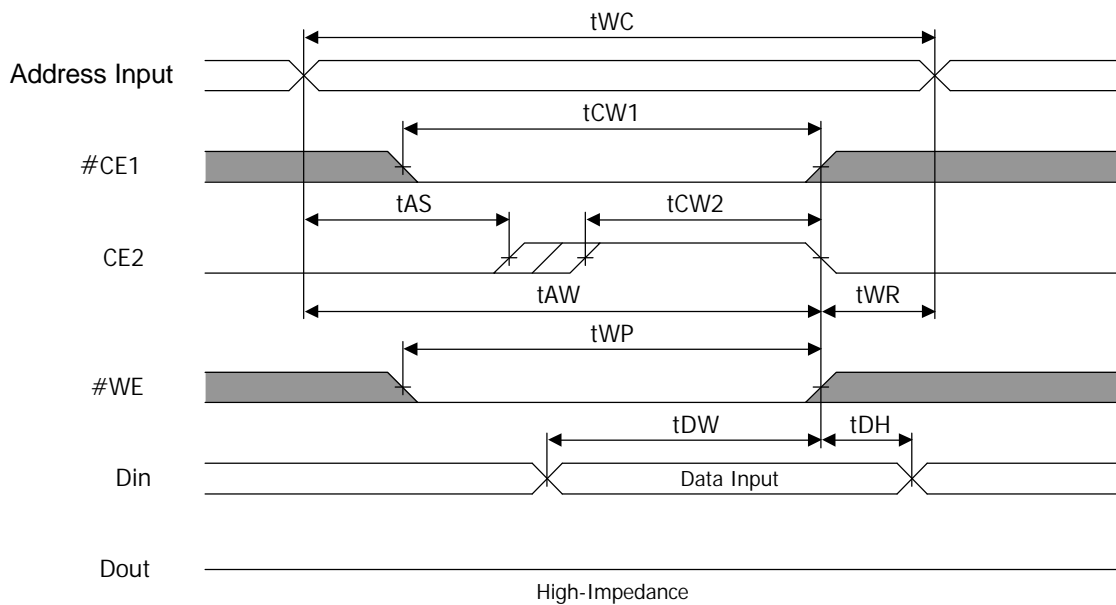 tWC
Address Input
tCW1
#CE1
tAS
tCW2
CE2
tAW
tWR
tWP
#WE
tDW
tDH
Din
Data Input
Dout
High-Impedance